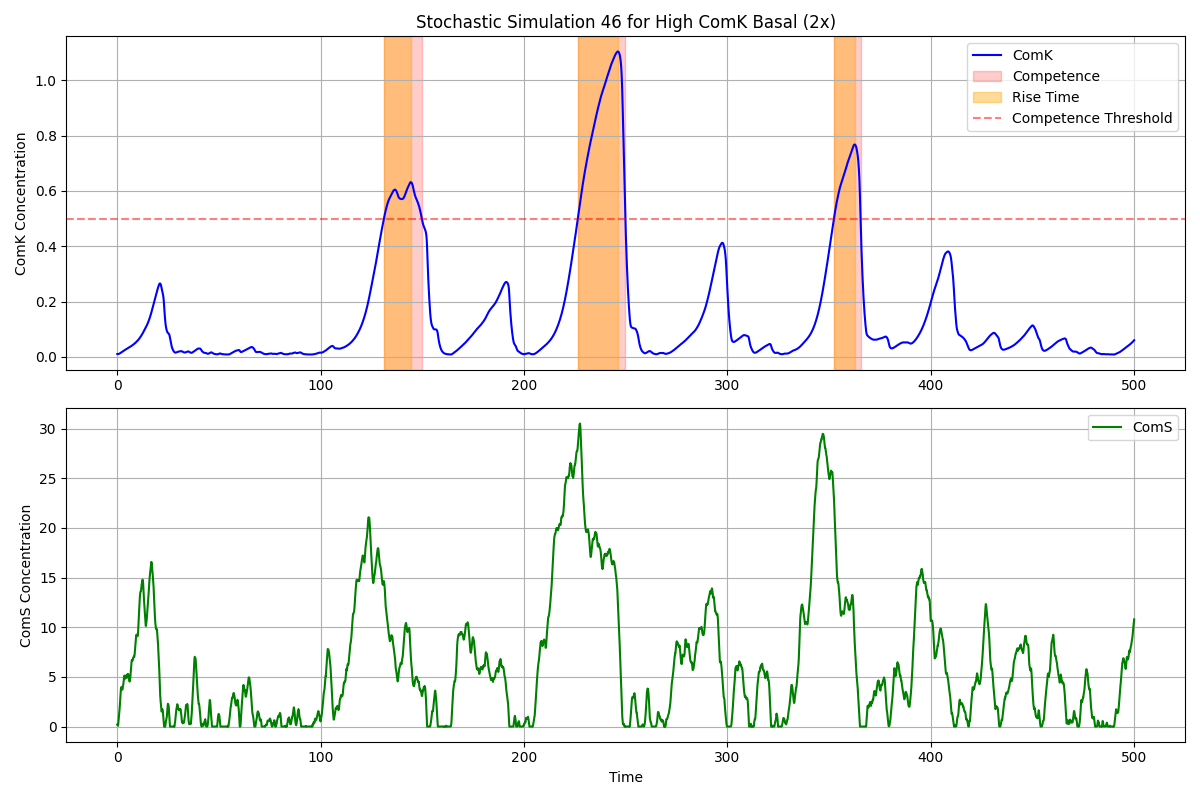 Stochastic Simulation 46 for High ComK Basal (2x)
ComK Concentration
1.0
0.8
0.6
0.4
0.2
0.0
ComK
Competence
Rise Time
Competence Threshold
0 100 200 300 400 500
ComS Concentration
30
25
20
15
10
5
0
ComS
0 100 200 300 400 500
Time